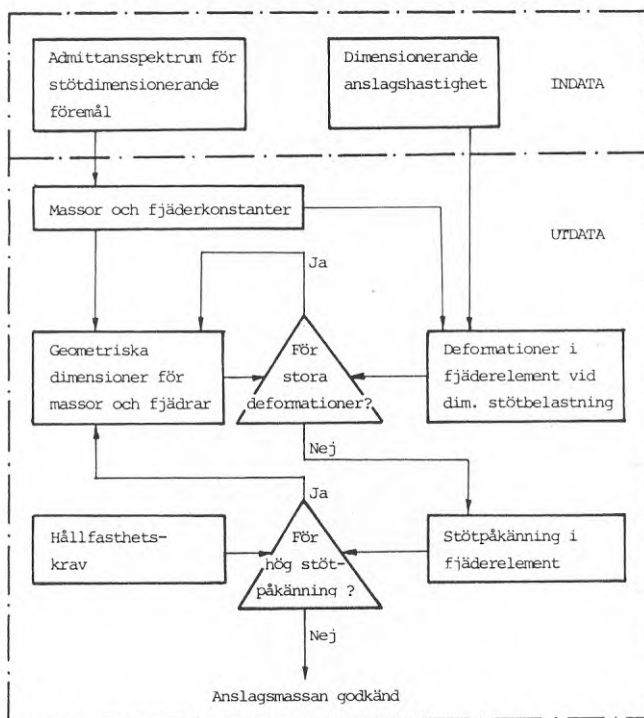 Admittansspektrum för
stötdimensionerande
föremål
Dimensionerande
anslagshastighet
INDATA
Massor och fjäderkonstanter
UTDATA
Ja
Geometriska
dimensioner för
massor och fjädrar
För
stora
deformationer?
Deformationer i
fjäderelement vid
dim. stötbelastning
Nej
Ja
Hållfasthets-
krav
För
hög stöt-
påkänning ?
Stötpåkänning i
fjäderelement
Nej
Anslagsmassan godkänd